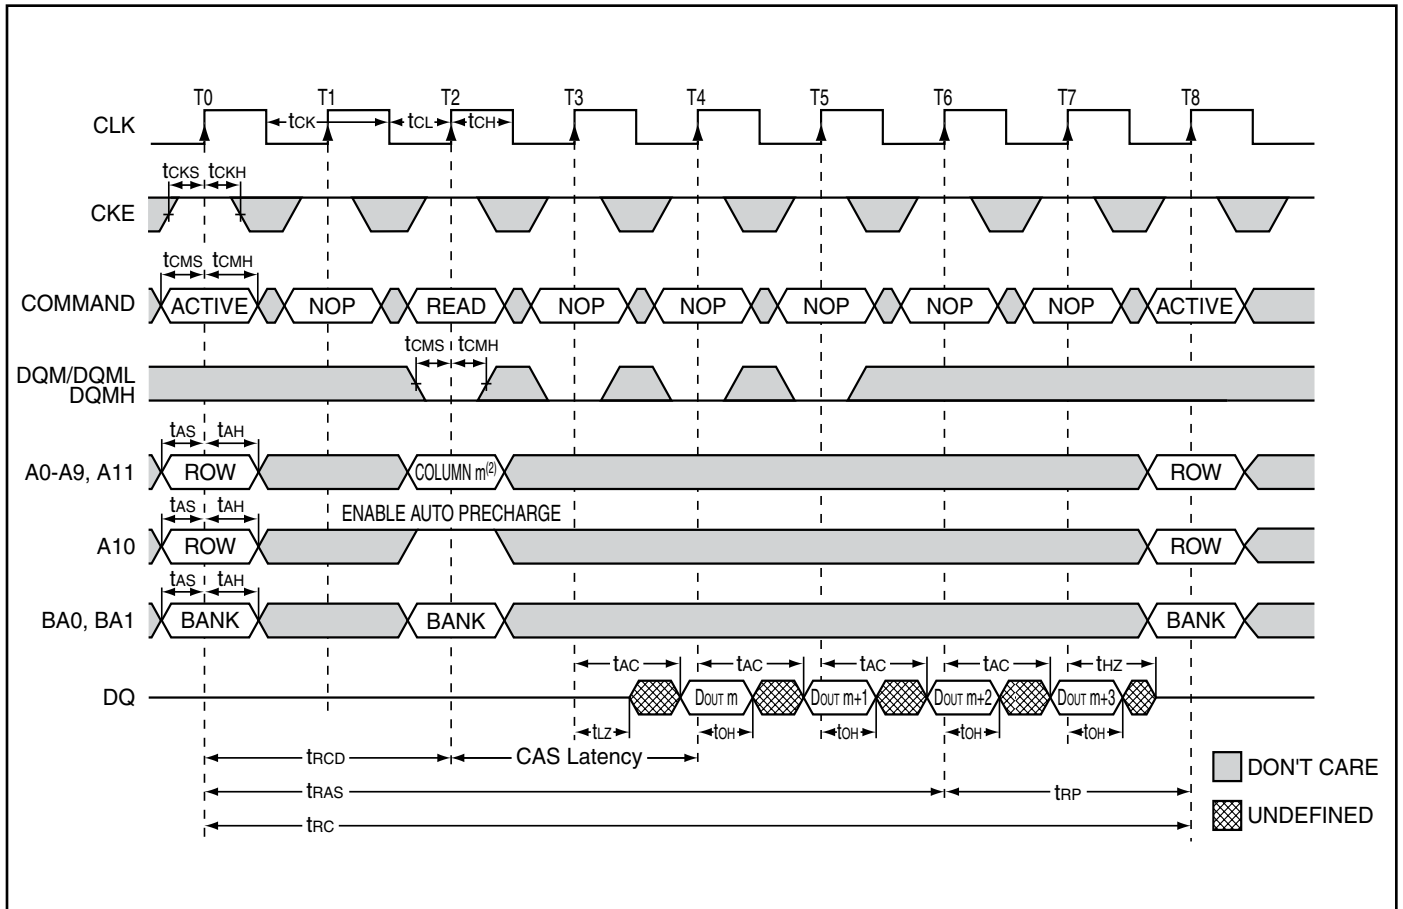 T0 T1 T2 T3 T4 T5 T6 T7 T8
CLK tCK tCL tCH
tCKS tCKH
CKE
tCMS tCMH
COMMAND ACTIVE NOP READ NOP NOP NOP NOP NOP ACTIVE
tCMS tCMH
DQM/DQML
DQMH
tAS tAH
A0-A9, A11 ROW COLUMN m(2) ROW
tAS tAH ENABLE AUTO PRECHARGE
A10 ROW ROW
tAS tAH
BA0, BA1 BANK BANK BANK
tAC tAC tAC tAC tHZ
DQ DOUT m DOUT m+1 DOUT m+2 DOUT m+3
tLZ tOH tOH tOH tOH
tRCD CAS Latency
DON'T CARE
tRAS tRP
UNDEFINED
tRC